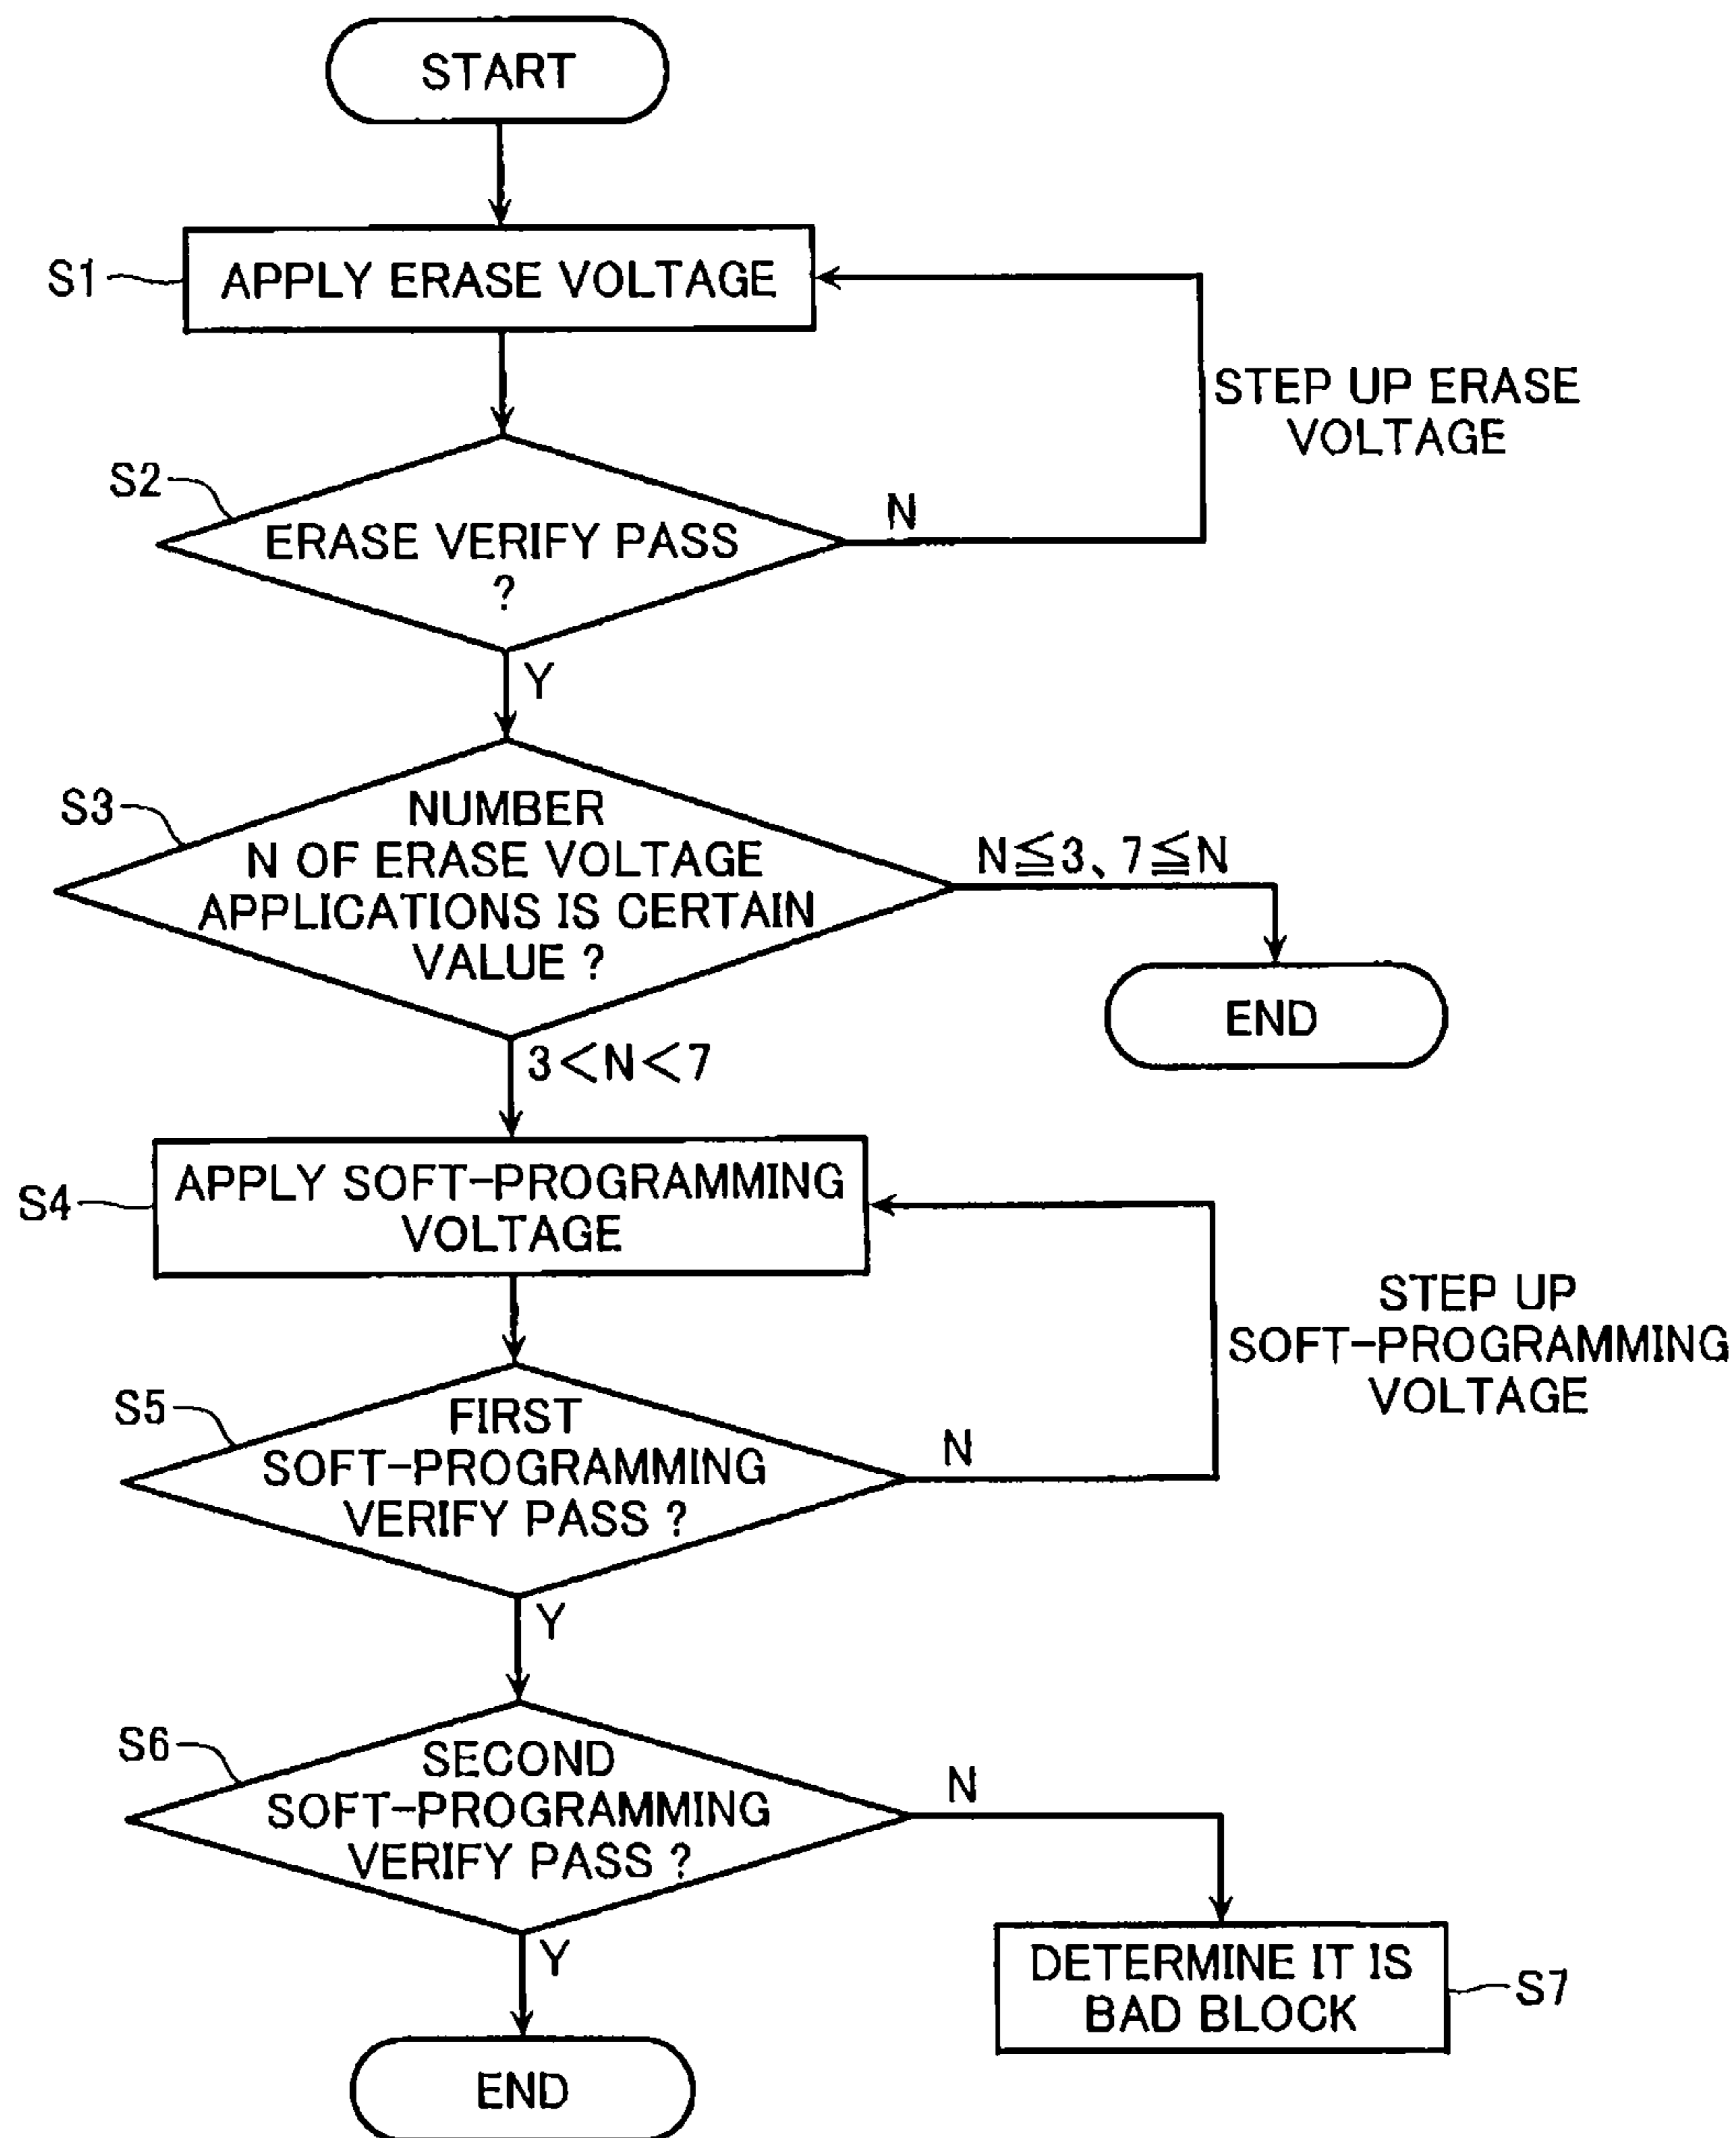 START
S1
APPLY ERASE VOLTAGE
STEP UP ERASE
VOLTAGE
S2
ERASE VERIFY PASS
?
N
Y
S3
NUMBER
N OF ERASE VOLTAGE
APPLICATIONS IS CERTAIN
VALUE ?
N≦3、7≦N
END
3<N<7
S4
APPLY SOFT-PROGRAMMING
VOLTAGE
STEP UP
SOFT-PROGRAMMING
VOLTAGE
S5
FIRST
SOFT-PROGRAMMING
VERIFY PASS ?
N
Y
S6
SECOND
SOFT-PROGRAMMING
VERIFY PASS ?
N
Y
DETERMINE IT IS
BAD BLOCK
S7
END